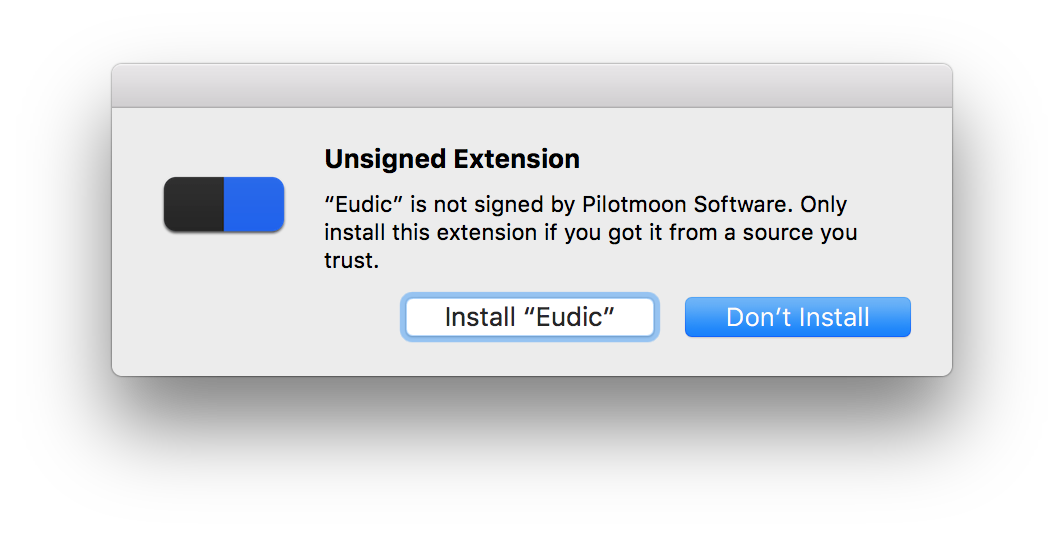 Unsigned Extension
“Eudic” is not signed by Pilotmoon Software. Only
install this extension if you got it from a source you
trust.
Install “Eudic”
Don’t Install